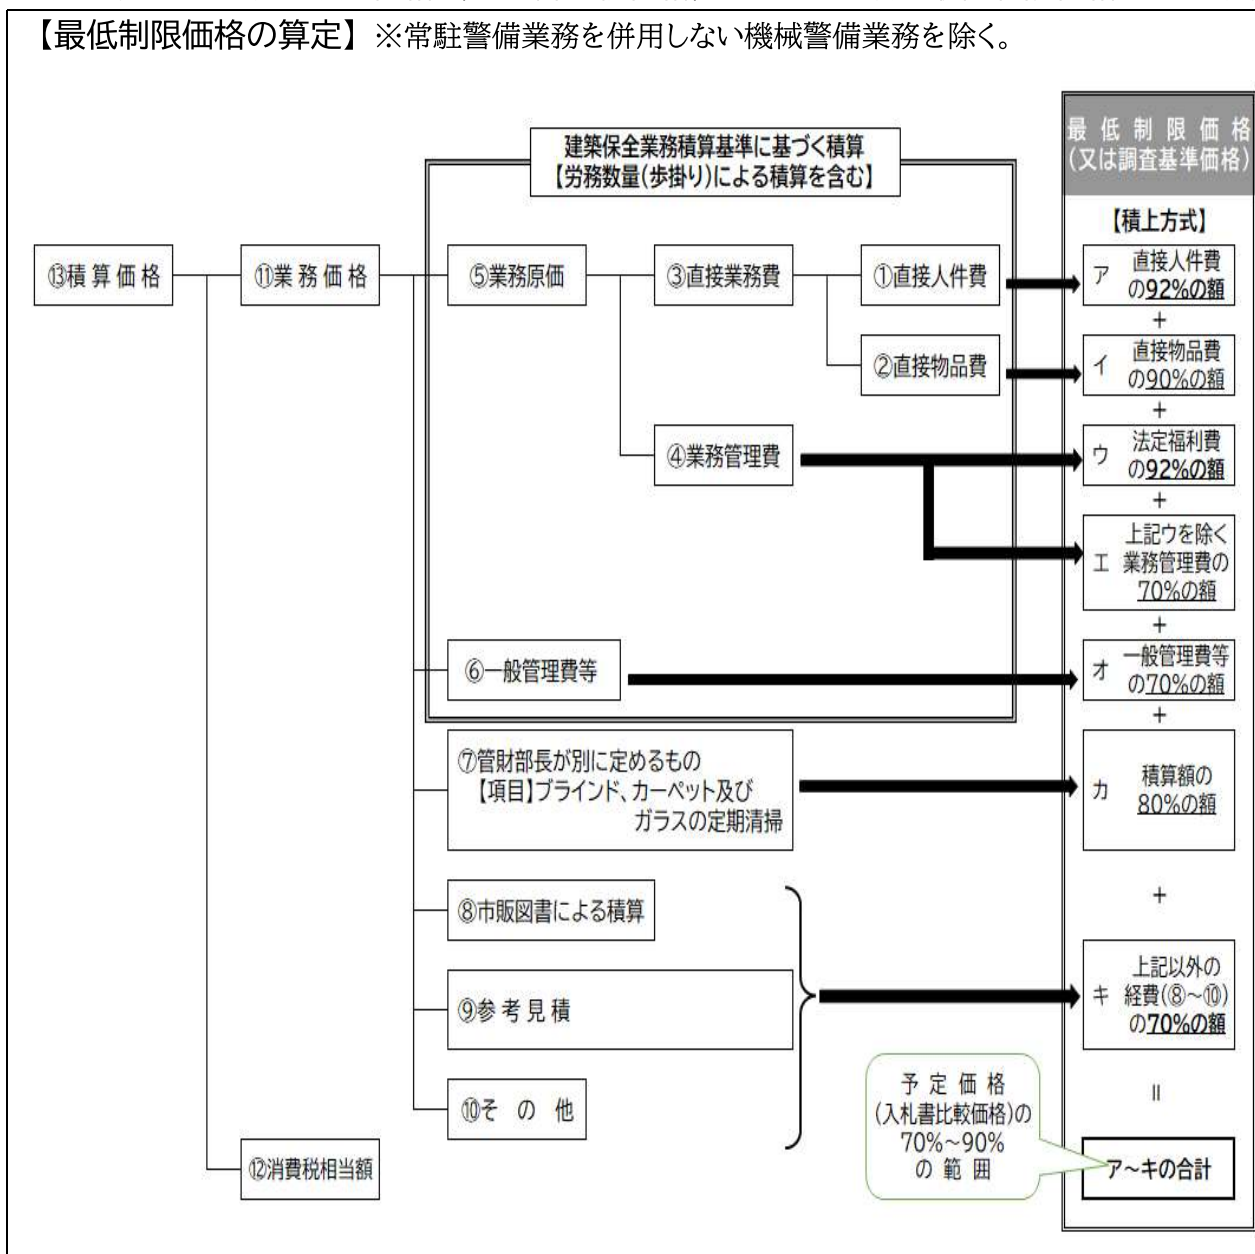 【最低制限価格の算定】 ※常駐警備業務を併用しない機械警備業務を除く。
建築保全業務積算基準に基づく積算
【労務数量(歩掛り)による積算を含む】
最低制限価格
(又は調査基準価格)
【積上方式】
⑬積算価格
⑪業務価格
⑤業務原価
③直接業務費
①直接人件費
ア 直接人件費
の92%の額
+
②直接物品費
イ 直接物品費
の90%の額
+
④業務管理費
ウ 法定福利費
の92%の額
+
エ 上記ウを除く
業務管理費の
70%の額
+
⑥一般管理費等
オ 一般管理費等
の70%の額
+
⑦管財部長が別に定めるもの
【項目】ブラインド、カーペット及び
ガラスの定期清掃
カ 積算額の
80%の額
+
⑧市販図書による積算
⑨参考見積
キ 上記以外の
経費(⑧～⑩)
の70%の額
⑩その他
予定価格
(入札書比較価格)の
70%～90%
の範囲
=
⑫消費税相当額
ア～キの合計